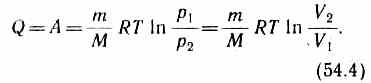 Q = A = m/M RT ln p₁/p₂ = m/M RT ln V₂/V₁.
(54.4)